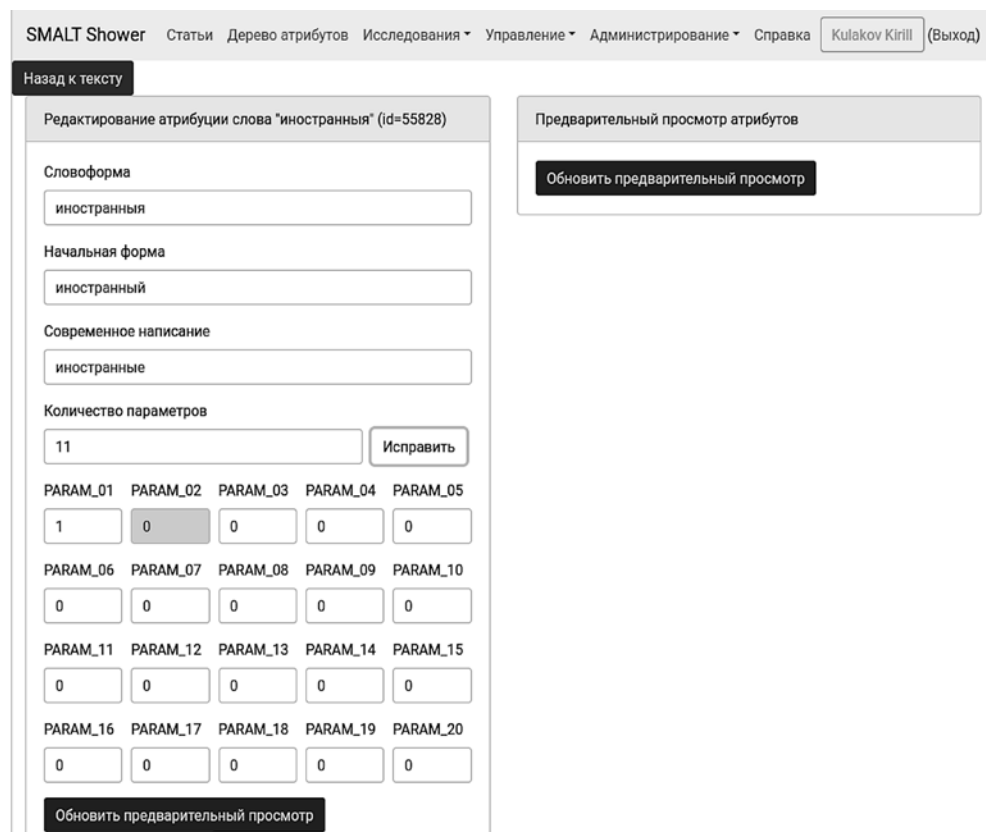 SMALT Shower Статьи Дерево атрибутов Исследования Управление Администрирование Справка Kulakov Kirill (Выход)
Назад к тексту
Редактирование атрибуции слова "иностранныя" (id=55828)
Словоформа
иностранныя
Начальная форма
иностранный
Современное написание
иностранные
Количество параметров
11 Исправить
PARAM_01 PARAM_02 PARAM_03 PARAM_04 PARAM_05
1 0 0 0 0
PARAM_06 PARAM_07 PARAM_08 PARAM_09 PARAM_10
0 0 0 0 0
PARAM_11 PARAM_12 PARAM_13 PARAM_14 PARAM_15
0 0 0 0 0
PARAM_16 PARAM_17 PARAM_18 PARAM_19 PARAM_20
0 0 0 0 0
Обновить предварительный просмотр
Предварительный просмотр атрибутов
Обновить предварительный просмотр